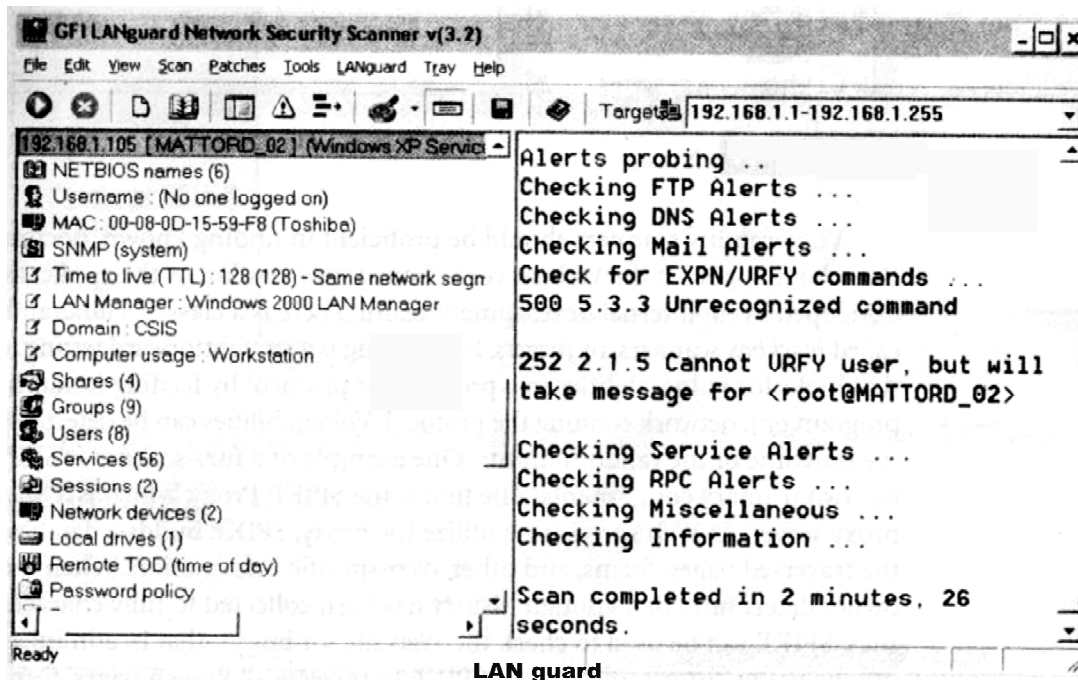 GFI LANguard Network Security Scanner v(3.2)
File Edit View Scan Patches Tools LANguard Tray Help
Target: 192.168.1.1-192.168.1.255
192.168.1.105 [ MATTORD_02 ] (Windows XP Servic
NETBIOS names (6)
Username : (No one logged on)
MAC : 00-08-0D-15-59-F8 (Toshiba)
SNMP (system)
Time to live (TTL) : 128 (128) - Same network segn
LAN Manager : Windows 2000 LAN Manager
Domain : CSIS
Computer usage : Workstation
Shares (4)
Groups (9)
Users (8)
Services (56)
Sessions (2)
Network devices (2)
Local drives (1)
Remote TOD (time of day)
Password policy
Alerts probing ...
Checking FTP Alerts ...
Checking DNS Alerts ...
Checking Mail Alerts ...
Check for EXPN/VRFY commands ...
500 5.3.3 Unrecognized command
252 2.1.5 Cannot VRFY user, but will
take message for <root@MATTORD_02>
Checking Service Alerts ...
Checking RPC Alerts ...
Checking Miscellaneous ...
Checking Information ...
Scan completed in 2 minutes, 26
seconds.
Ready
LAN guard